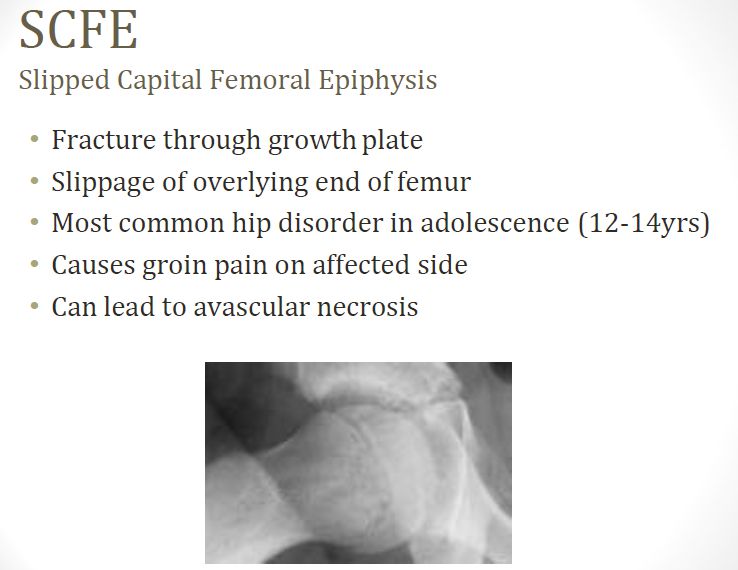 SCFE
Slipped Capital Femoral Epiphysis
• Fracture through growth plate
• Slippage of overlying end of femur
• Most common hip disorder in adolescence (12-14yrs)
• Causes groin pain on affected side
• Can lead to avascular necrosis